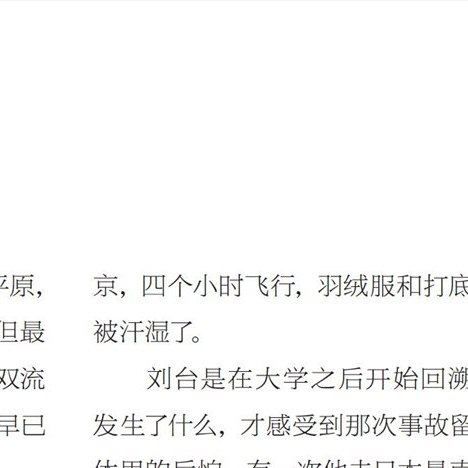 平原，
但最
双流
早已
京，四个小时飞行，羽绒服和打底
被汗湿了。
刘台是在大学之后开始回溯
发生了什么，才感受到那次事故留